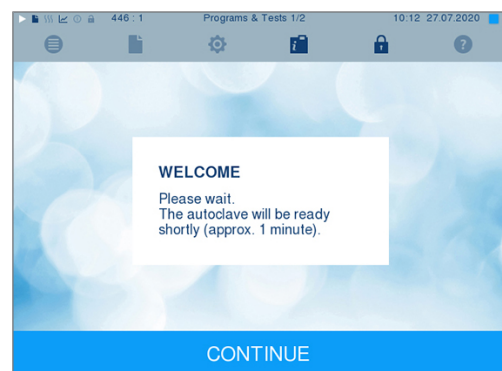 446 : 1 Programs & Tests 1/2 10:12 27.07.2020
i ?
WELCOME
Please wait.
The autoclave will be ready
shortly (approx. 1 minute).
CONTINUE